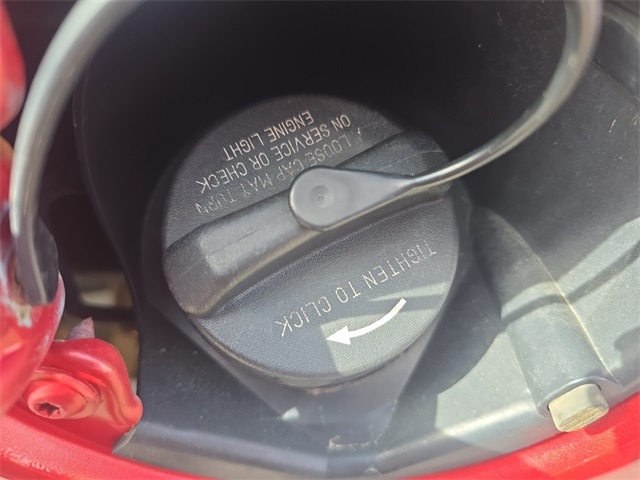 A LOOSE CAP MAY TURN
ON SERVICE OR CHECK
ENGINE LIGHT
TIGHTEN TO CLICK